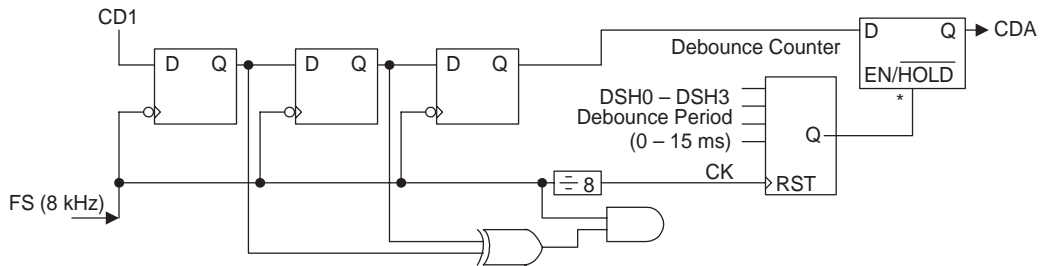 CD1
D Q
D Q
D Q
Debounce Counter
D Q
CDA
EN/HOLD
*
DSH0 – DSH3
Debounce Period
(0 – 15 ms)
Q
CK
RST
÷ 8
FS (8 kHz)